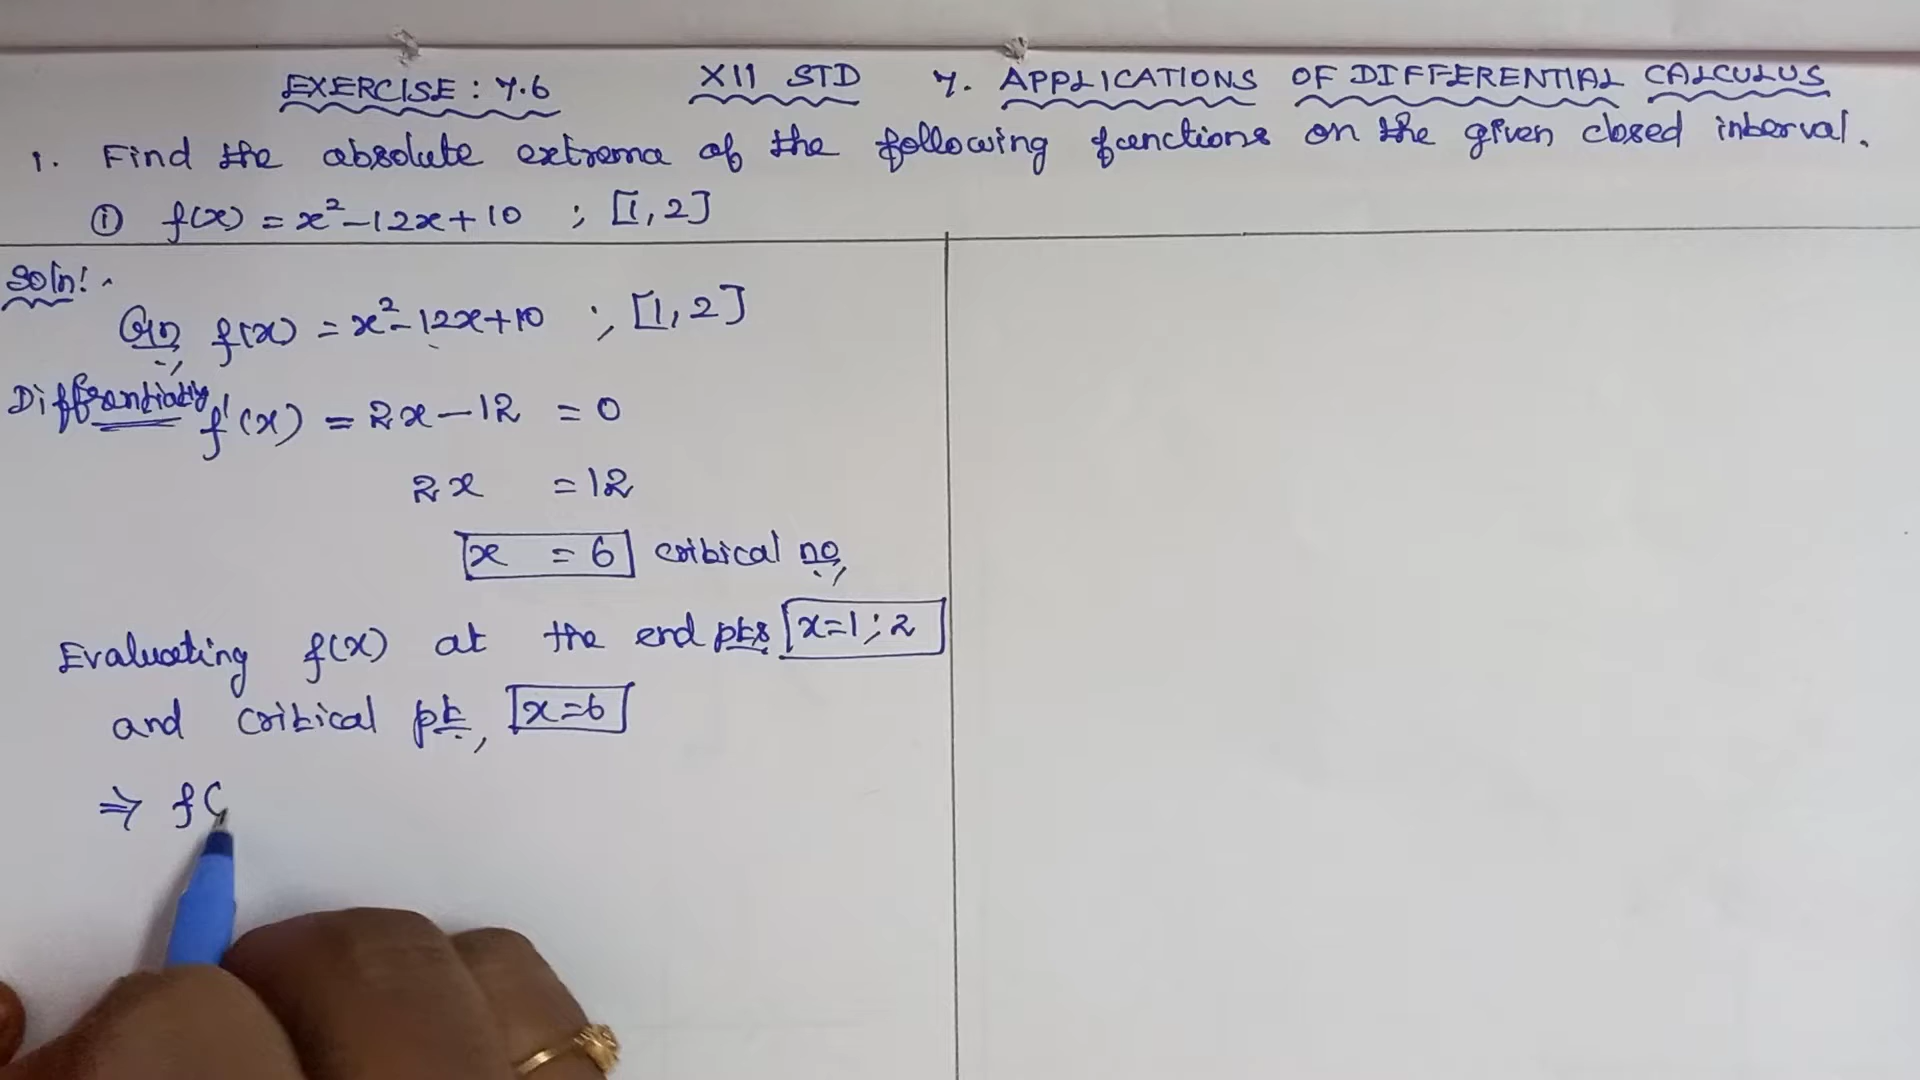 EXERCISE : 7.6 XII STD 7. APPLICATIONS OF DIFFERENTIAL CALCULUS
1. Find the absolute extrema of the following functions on the given closed interval.
(i) f(x) = x²-12x+10 ; [1,2]
Soln:
Gn f(x) = x²-12x+10 ; [1,2]
f'(x) = 2x-12 = 0
2x = 12
x = 6 critical no,
Evaluating f(x) at the end pts x=1;2
and critical pt, x=6
⇒ f(